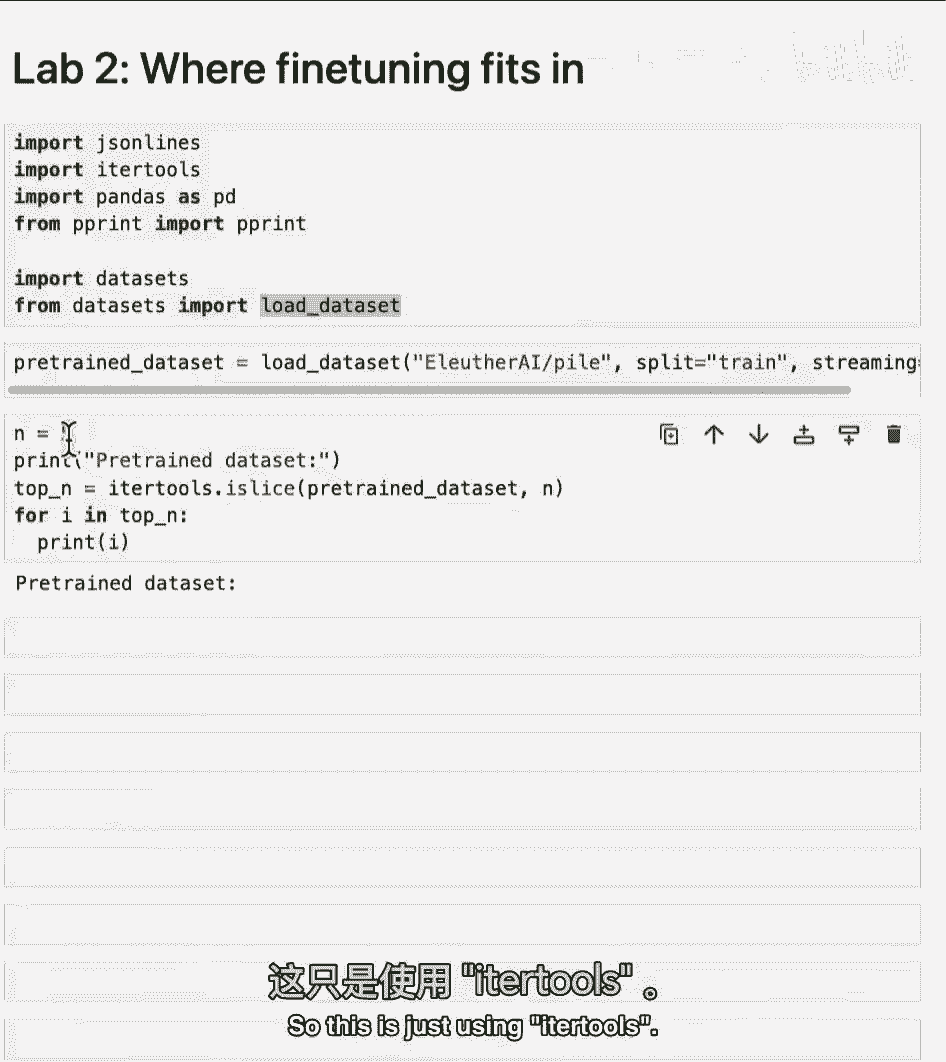 Lab 2: Where finetuning fits in
import jsonlines
import itertools
import pandas as pd
from pprint import pprint
import datasets
from datasets import load_dataset
pretrained_dataset = load_dataset("EleutherAI/pile", split="train", streaming
n =
print("Pretrained dataset:")
top_n = itertools.islice(pretrained_dataset, n)
for i in top_n:
  print(i)
Pretrained dataset:
这只是使用 "itertools" 。
So this is just using "itertools".